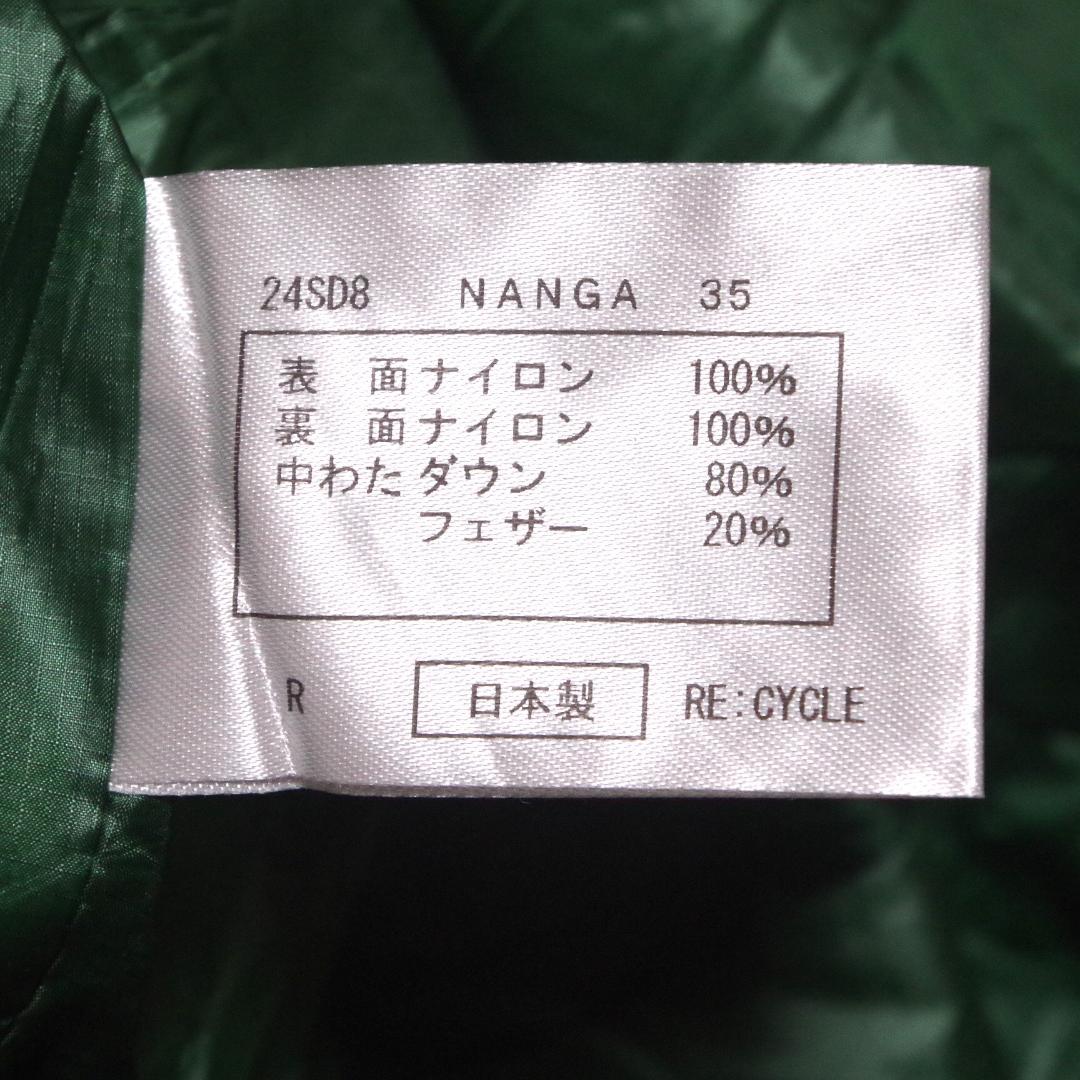 24SD8 NANGA 35
表 面 ナイロン 100%
裏 面 ナイロン 100%
中わた ダウン 80%
フェザー 20%
R 日本製 RE:CYCLE